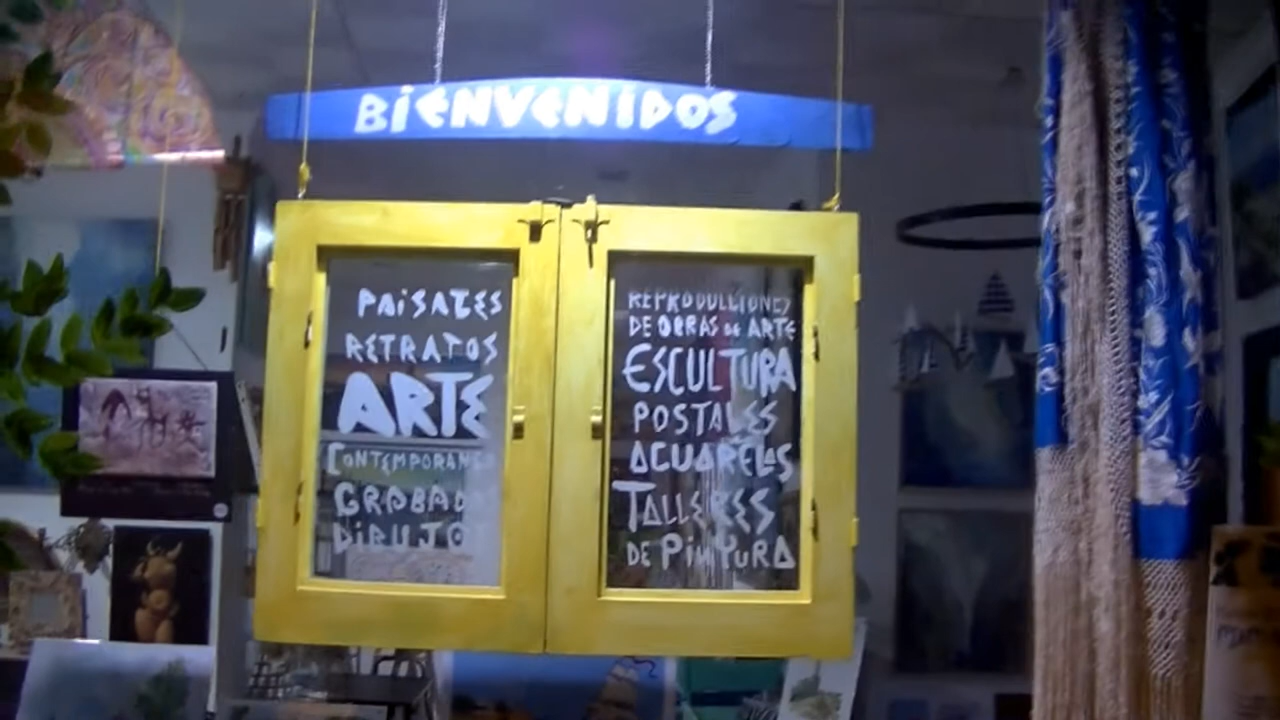 BiENVENiDOS
PAiSAJES
RETRATOS
ARTE
CONTEMPORANEO
GRABADO
DiBUJO
REPRODUCCIONES
DE OBRAS de ARTE
ESCULTURA
POSTALES
ACUARELAS
TALLERES
DE PiNTURA